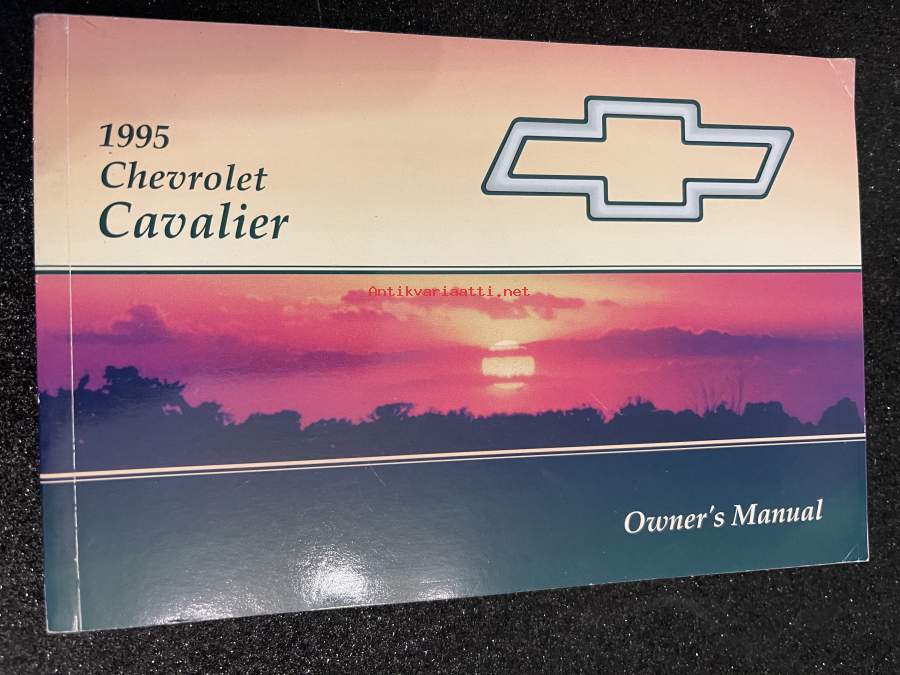 1995
Chevrolet
Cavalier
Antikvariaatti.net
Owner's Manual